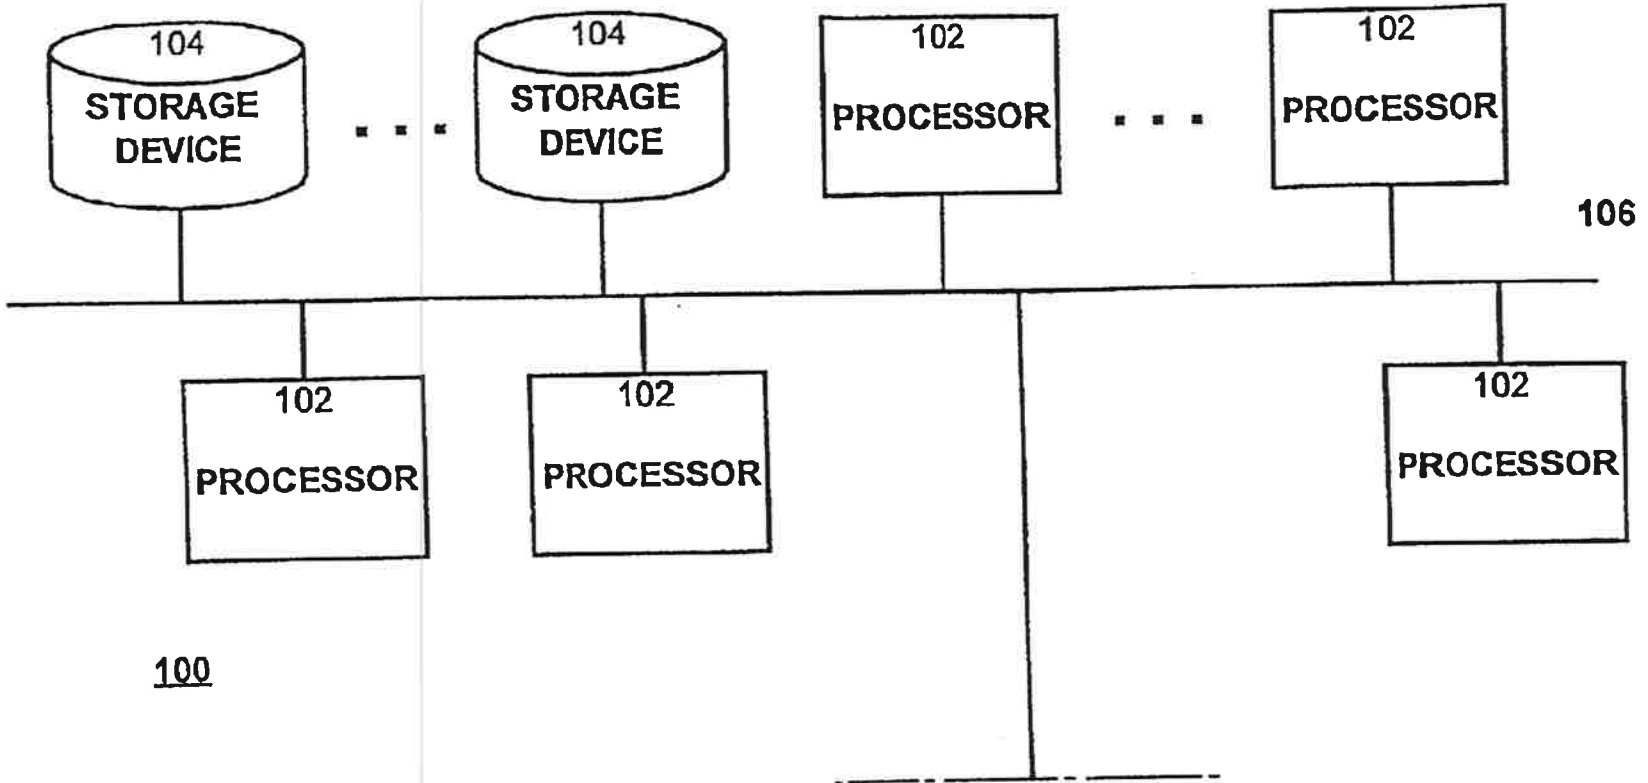 104
STORAGE
DEVICE
104
STORAGE
DEVICE
102
PROCESSOR
102
PROCESSOR
106
102
PROCESSOR
102
PROCESSOR
102
PROCESSOR
100